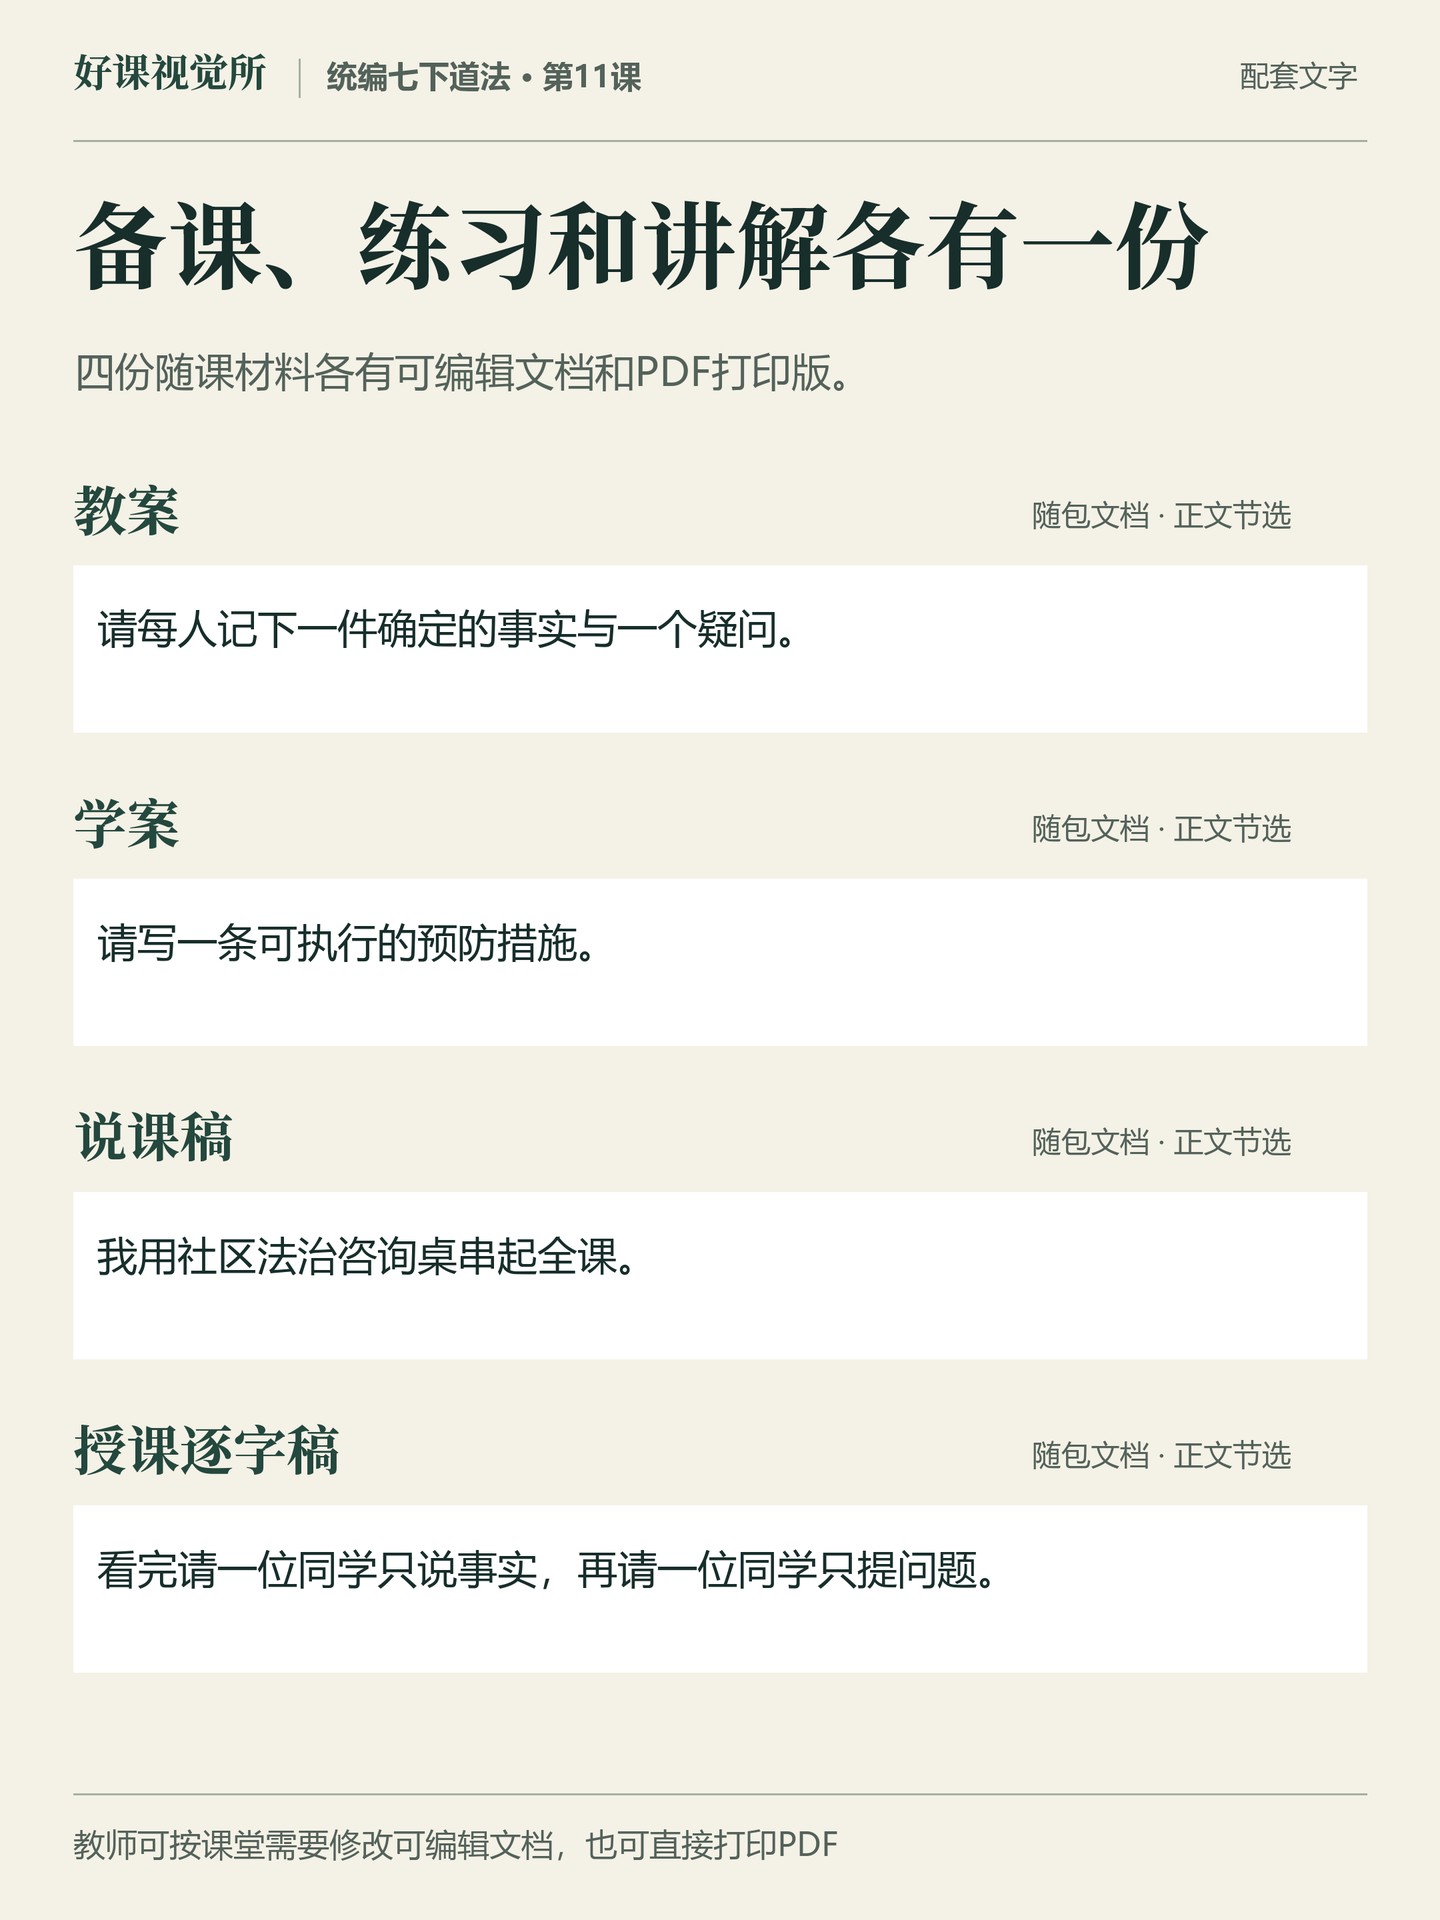 好课视觉所 统编七下道法·第11课 配套文字
备课、练习和讲解各有一份
四份随课材料各有可编辑文档和PDF打印版。
教案 随包文档·正文节选
请每人记下一件确定的事实与一个疑问。
学案 随包文档·正文节选
请写一条可执行的预防措施。
说课稿 随包文档·正文节选
我用社区法治咨询桌串起全课。
授课逐字稿 随包文档·正文节选
看完请一位同学只说事实，再请一位同学只提问题。
教师可按课堂需要修改可编辑文档，也可直接打印PDF